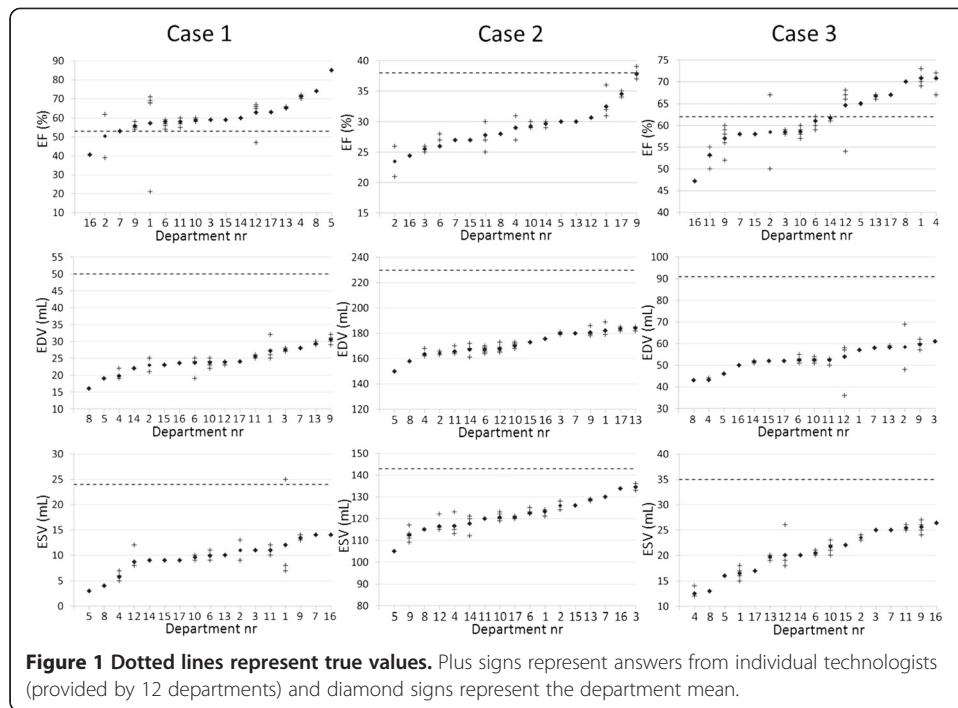 Case 1 Case 2 Case 3
EF (%)
90
80
70
60
50
40
30
20
10
16 2 7 9 1 6 11 10 3 15 14 12 17 13 4 8 5
Department nr
EF (%)
40
35
30
25
20
15
2 16 3 6 7 15 11 8 4 10 14 5 13 12 1 17 9
Department nr
EF (%)
75
70
65
60
55
50
45
40
16 11 9 7 15 2 3 10 6 14 12 5 13 17 8 1 4
Department nr
EDV (mL)
55
50
45
40
35
30
25
20
15
10
8 5 4 14 2 15 16 6 10 12 17 11 1 3 7 13 9
Department nr
EDV (mL)
240
220
200
180
160
140
120
5 8 4 2 11 14 12 6 10 15 16 3 7 9 1 17 13
Department nr
EDV (mL)
100
90
80
70
60
50
40
30
8 4 5 16 14 15 17 6 10 11 12 1 7 13 2 9 3
Department nr
ESV (mL)
30
25
20
15
10
5
0
5 8 4 12 14 15 17 10 6 13 2 3 11 1 9 7 16
Department nr
ESV (mL)
150
140
130
120
110
100
90
80
5 9 8 12 4 14 11 10 17 6 1 2 15 13 7 16 3
Department nr
ESV (mL)
40
35
30
25
20
15
10
4 8 5 1 17 13 12 14 6 10 15 2 3 7 11 9 16
Department nr
Figure 1 Dotted lines represent true values. Plus signs represent answers from individual technologists
(provided by 12 departments) and diamond signs represent the department mean.